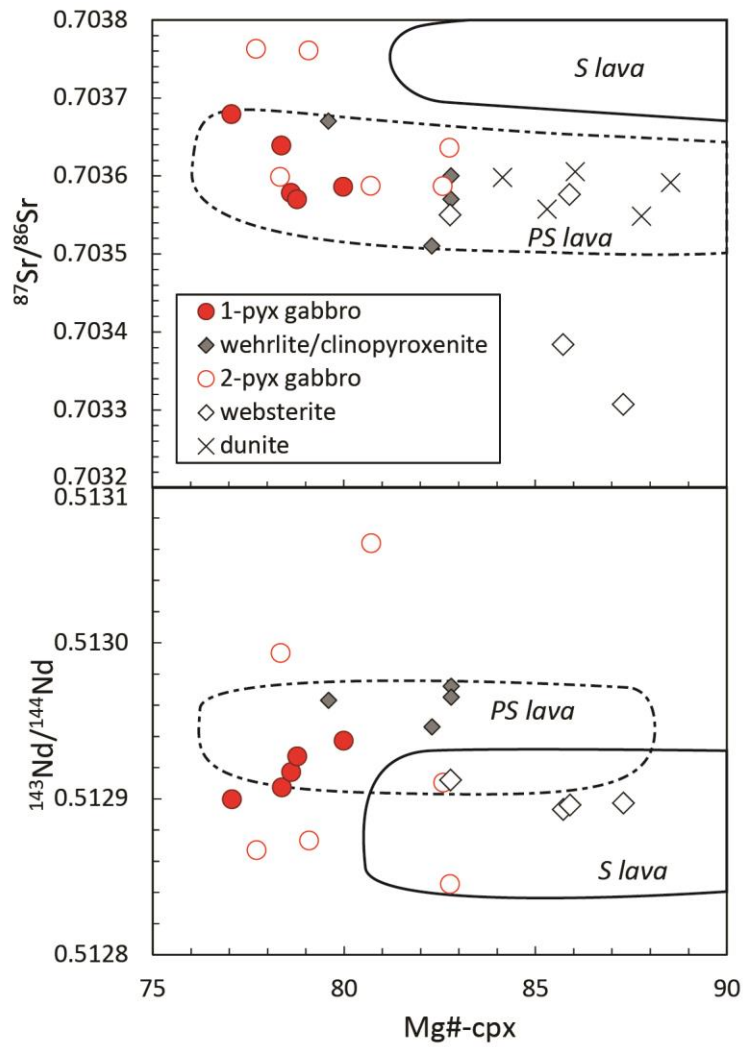 0.7038
0.7037
0.7036
0.7035
0.7034
0.7033
0.7032
⁸⁷Sr/⁸⁶Sr
S lava
PS lava
1-pyx gabbro
wehrlite/clinopyroxenite
2-pyx gabbro
websterite
dunite
0.5131
0.5130
0.5129
0.5128
¹⁴³Nd/¹⁴⁴Nd
PS lava
S lava
75 80 85 90
Mg#-cpx